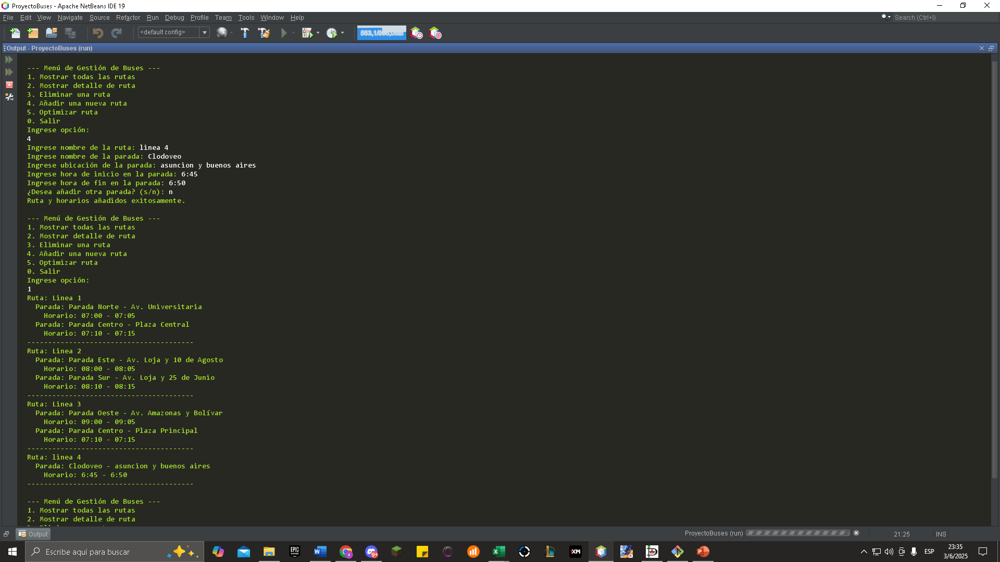 ProyectoBuses - Apache NetBeans IDE 19
File Edit View Navigate Source Refactor Run Debug Profile Team Tools Window Help
Search (Ctrl+I)
<default config>
Output - ProyectoBuses (run)
--- Menú de Gestión de Buses ---
1. Mostrar todas las rutas
2. Mostrar detalle de ruta
3. Eliminar una ruta
4. Añadir una nueva ruta
5. Optimizar ruta
0. Salir
Ingrese opción:
4
Ingrese nombre de la ruta: linea 4
Ingrese nombre de la parada: Clodoveo
Ingrese ubicación de la parada: asuncion y buenos aires
Ingrese hora de inicio en la parada: 6:45
Ingrese hora de fin en la parada: 6:50
¿Desea añadir otra parada? (s/n): n
Ruta y horarios añadidos exitosamente.
--- Menú de Gestión de Buses ---
1. Mostrar todas las rutas
2. Mostrar detalle de ruta
3. Eliminar una ruta
4. Añadir una nueva ruta
5. Optimizar ruta
0. Salir
Ingrese opción:
1
Ruta: Linea 1
Parada: Parada Norte - Av. Universitaria
Horario: 07:00 - 07:05
Parada: Parada Centro - Plaza Central
Horario: 07:10 - 07:15
----------------------------------------
Ruta: Linea 2
Parada: Parada Este - Av. Loja y 10 de Agosto
Horario: 08:00 - 08:05
Parada: Parada Sur - Av. Loja y 25 de Junio
Horario: 08:10 - 08:15
----------------------------------------
Ruta: Linea 3
Parada: Parada Oeste - Av. Amazonas y Bolívar
Horario: 09:00 - 09:05
Parada: Parada Centro - Plaza Principal
Horario: 07:10 - 07:15
----------------------------------------
Ruta: linea 4
Parada: Clodoveo - asuncion y buenos aires
Horario: 6:45 - 6:50
----------------------------------------
--- Menú de Gestión de Buses ---
1. Mostrar todas las rutas
2. Mostrar detalle de ruta
Output
ProyectoBuses (run)
21:25 INS
Escribe aquí para buscar
EPIC GAMES
9+
XM
ESP
23:35
3/6/2025